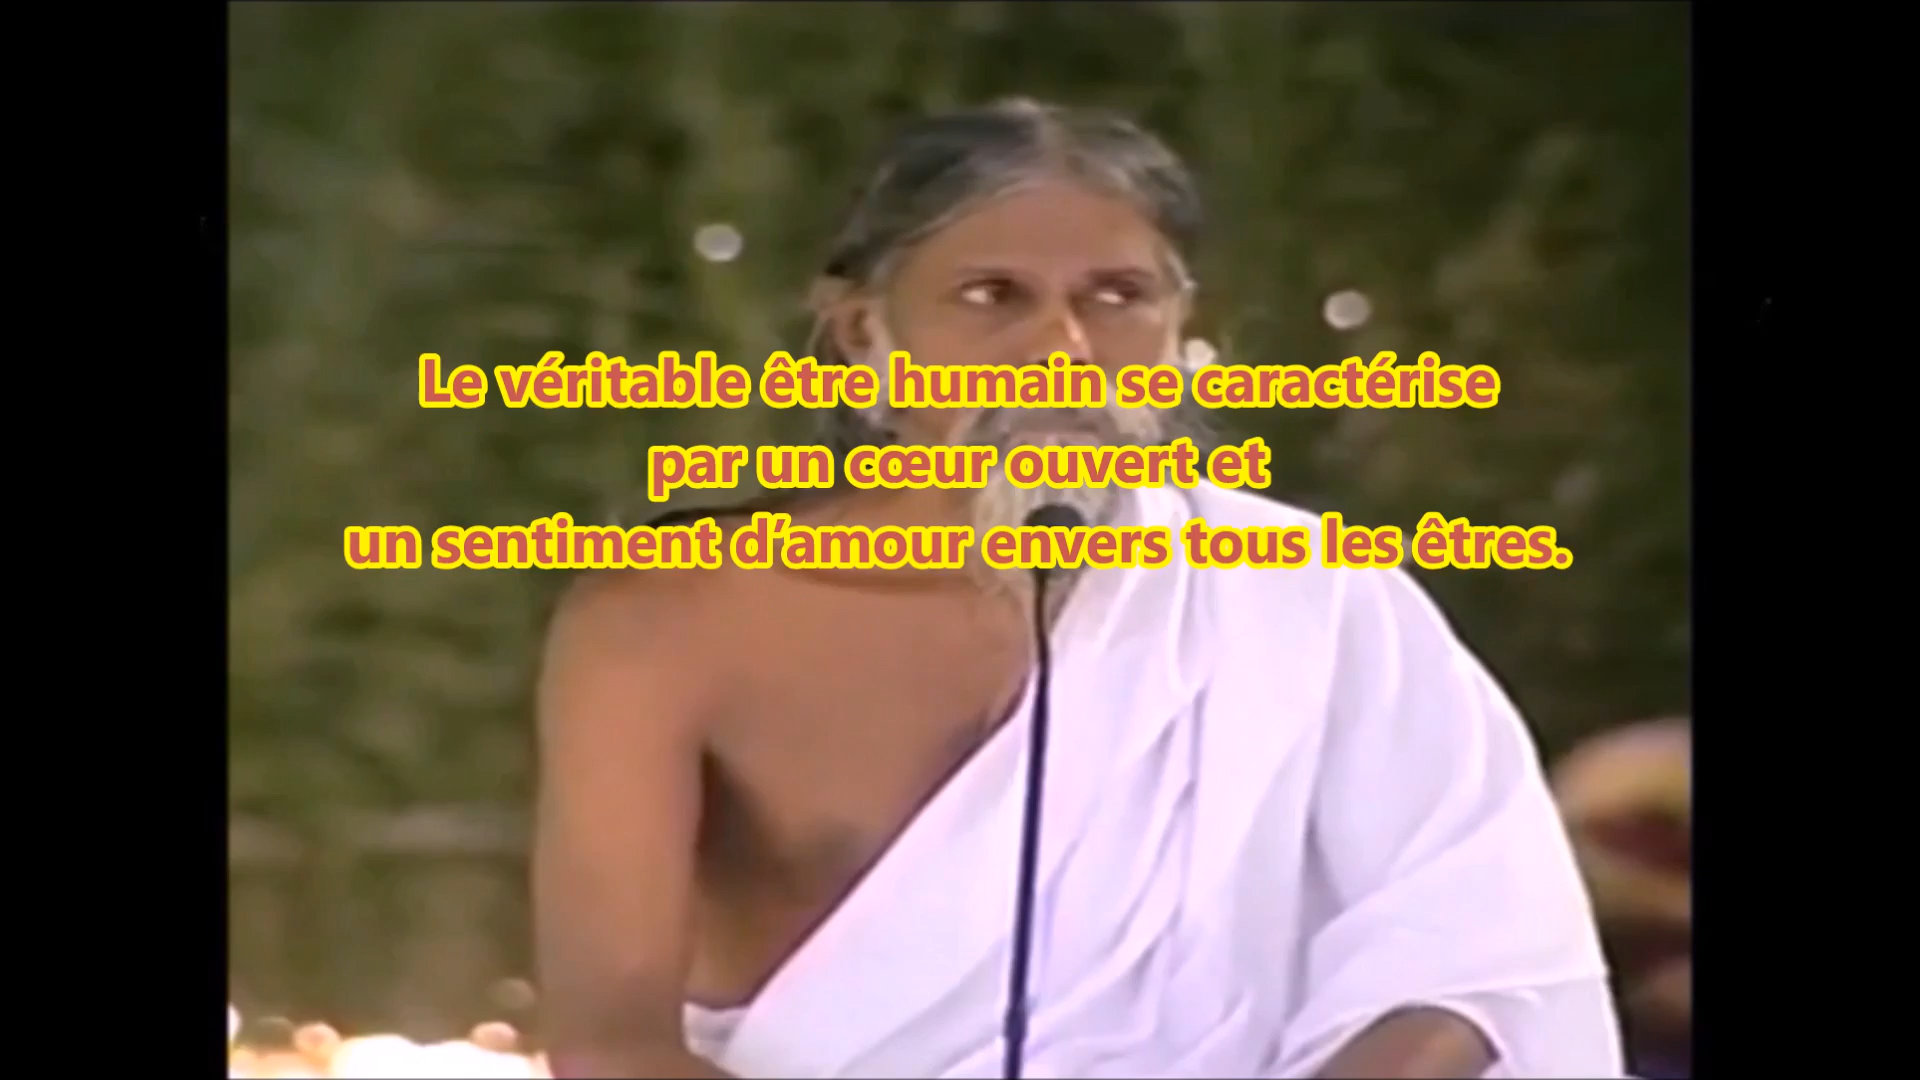 Le véritable être humain se caractérise
par un cœur ouvert et
un sentiment d’amour envers tous les êtres.